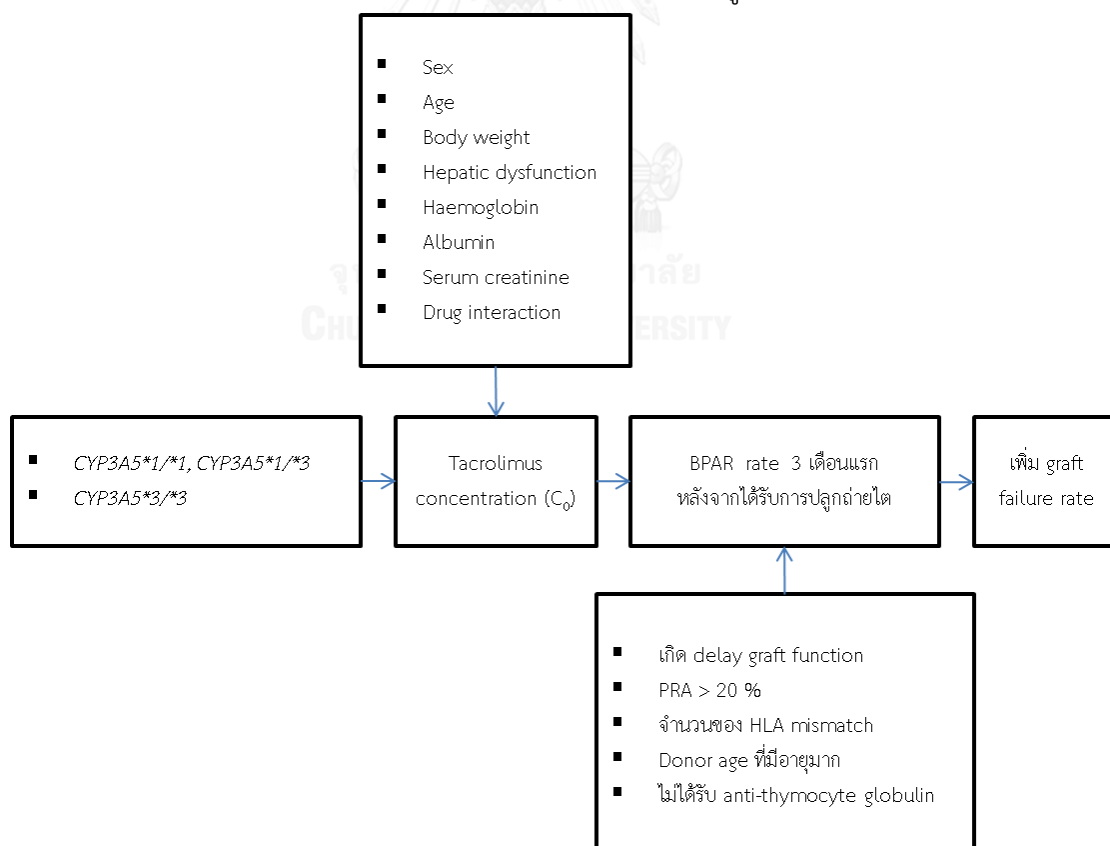 Sex
Age
Body weight
Hepatic dysfunction
Haemoglobin
Albumin
Serum creatinine
Drug interaction
CYP3A5*1/*1, CYP3A5*1/*3
CYP3A5*3/*3
Tacrolimus
concentration (C₀)
BPAR rate 3 เดือนแรก
หลังจากได้รับการปลูกถ่ายไต
เพิ่ม graft
failure rate
เกิด delay graft function
PRA > 20 %
จำนวนของ HLA mismatch
Donor age ที่มีอายุมาก
ไม่ได้รับ anti-thymocyte globulin